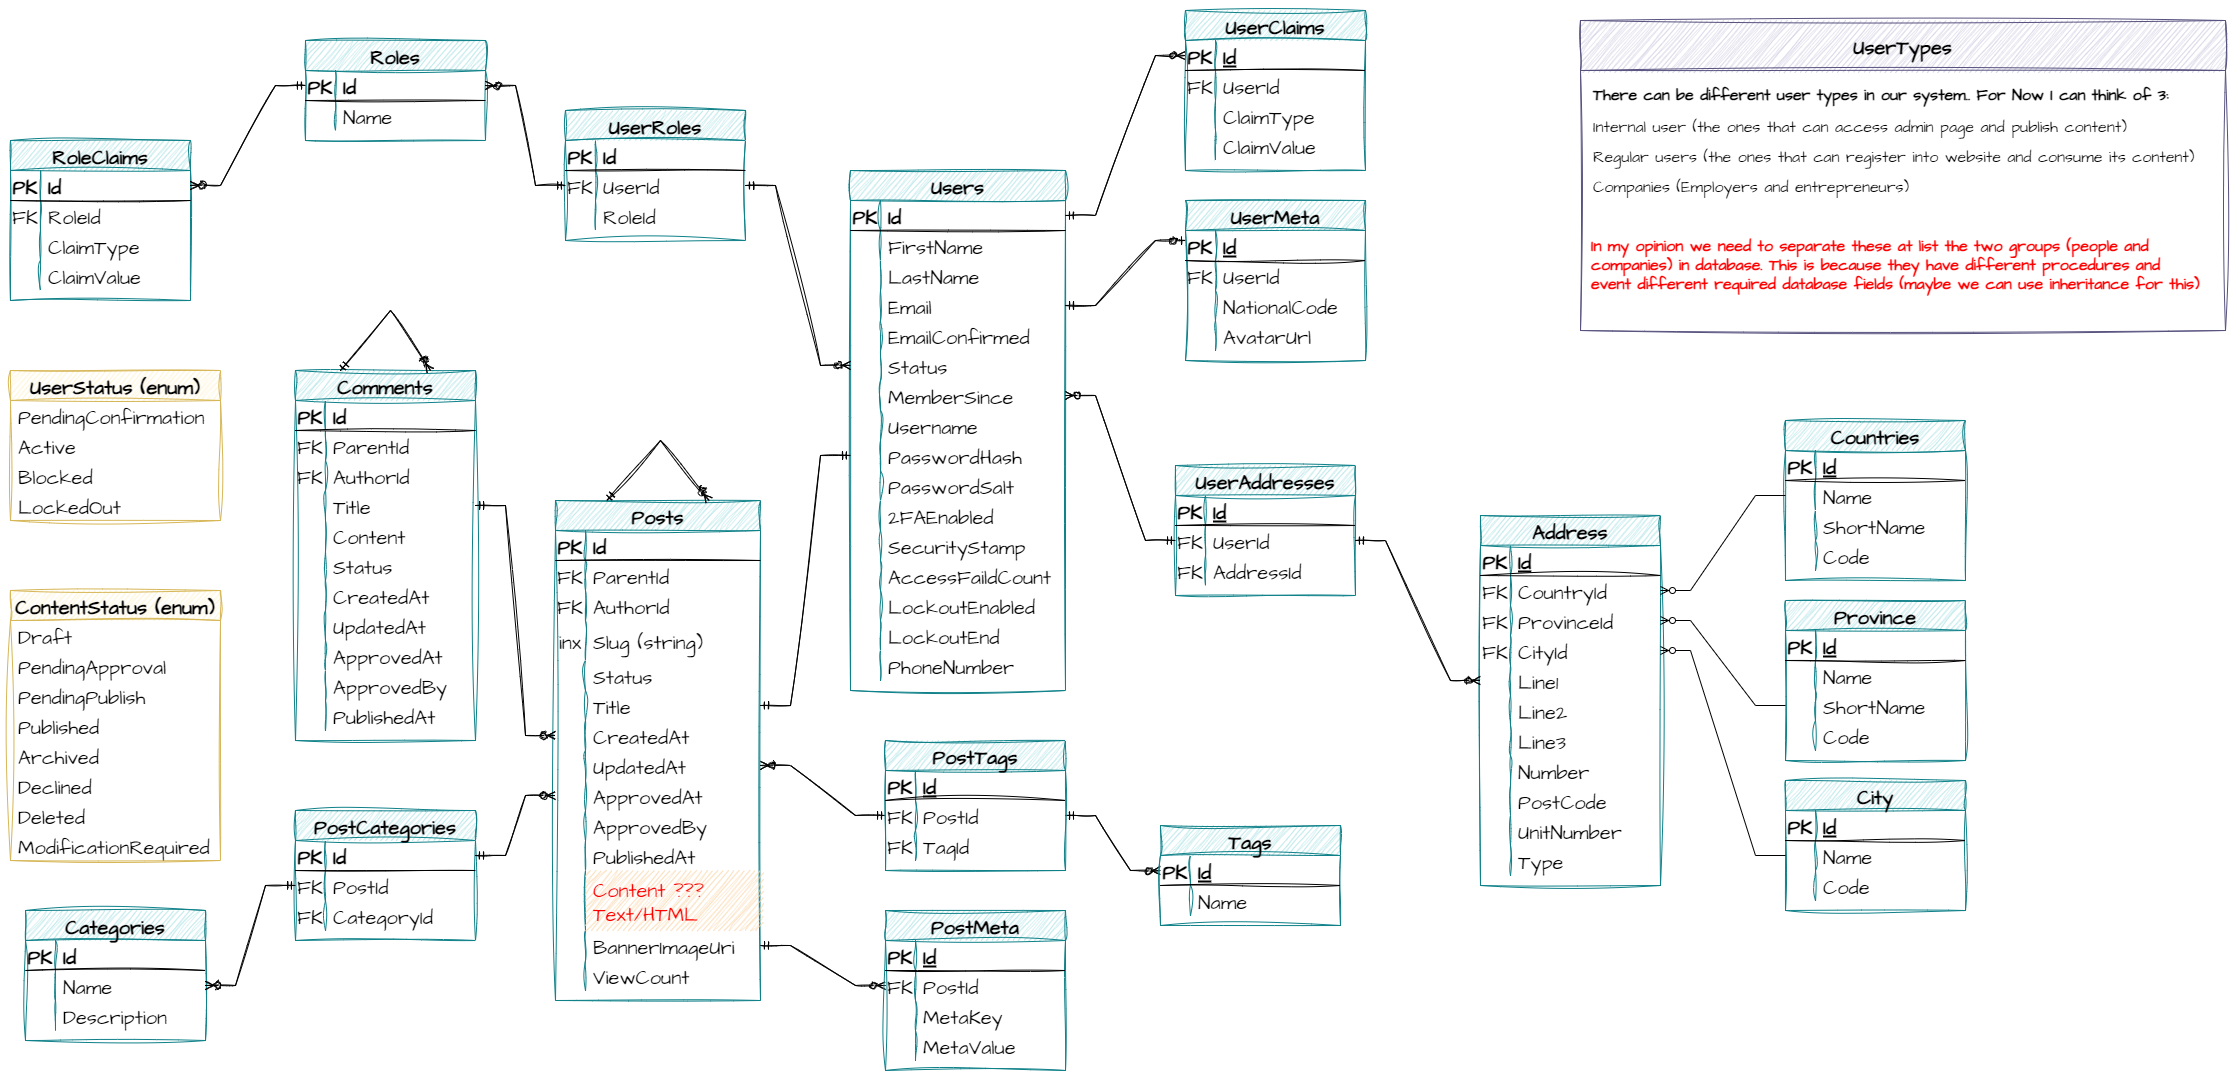 Roles
PK Id
Name
RoleClaims
PK Id
FK RoleId
ClaimType
ClaimValue
UserRoles
PK Id
FK UserId
RoleId
Users
PK Id
FirstName
LastName
Email
EmailConfirmed
Status
MemberSince
Username
PasswordHash
PasswordSalt
2FAEnabled
SecurityStamp
AccessFaildCount
LockoutEnabled
LockoutEnd
PhoneNumber
UserClaims
PK Id
FK UserId
ClaimType
ClaimValue
UserMeta
PK Id
FK UserId
NationalCode
AvatarUrl
UserTypes
There can be different user types in our system. For Now I can think of 3:
Internal user (the ones that can access admin page and publish content)
Regular users (the ones that can register into website and consume its content)
Companies (Employers and entrepreneurs)
In my opinion we need to separate these at list the two groups (people and
companies) in database. This is because they have different procedures and
event different required database fields (maybe we can use inheritance for this)
UserStatus (enum)
PendingConfirmation
Active
Blocked
LockedOut
ContentStatus (enum)
Draft
PendingApproval
PendingPublish
Published
Archived
Declined
Deleted
ModificationRequired
Comments
PK Id
FK ParentId
FK AuthorId
Title
Content
Status
CreatedAt
UpdatedAt
ApprovedAt
ApprovedBy
PublishedAt
Posts
PK Id
FK ParentId
FK AuthorId
inx Slug (string)
Status
Title
CreatedAt
UpdatedAt
ApprovedAt
ApprovedBy
PublishedAt
Content ???
Text/HTML
BannerImageUri
ViewCount
PostCategories
PK Id
FK PostId
FK CategoryId
Categories
PK Id
Name
Description
PostTags
PK Id
FK PostId
FK TagId
Tags
PK Id
Name
PostMeta
PK Id
FK PostId
MetaKey
MetaValue
UserAddresses
PK Id
FK UserId
FK AddressId
Address
PK Id
FK CountryId
FK ProvinceId
FK CityId
Line1
Line2
Line3
Number
PostCode
UnitNumber
Type
Countries
PK Id
Name
ShortName
Code
Province
PK Id
Name
ShortName
Code
City
PK Id
Name
Code